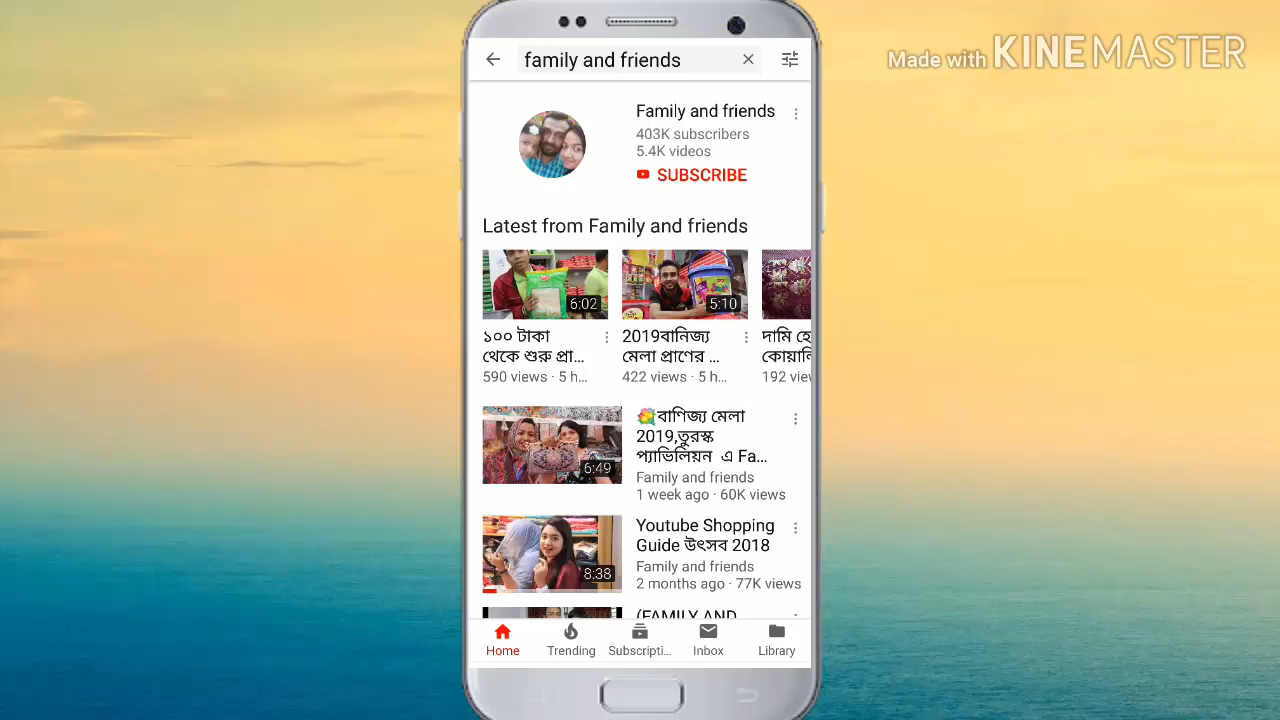 Made with KINEMASTER
family and friends
Family and friends
403K subscribers
5.4K videos
SUBSCRIBE
Latest from Family and friends
6:02
5:10
১০০ টাকা
থেকে শুরু প্রা...
590 views · 5 h...
2019বানিজ্য
মেলা প্রাণের ...
422 views · 5 h...
দামি
192
6:49
বাণিজ্য মেলা
2019,তুরস্ক
প্যাভিলিয়ন এ Fa...
Family and friends
1 week ago · 60K views
8:38
Youtube Shopping
Guide উৎসব 2018
Family and friends
2 months ago · 77K views
(FAMILY AND
Home
Trending
Subscripti...
Inbox
Library